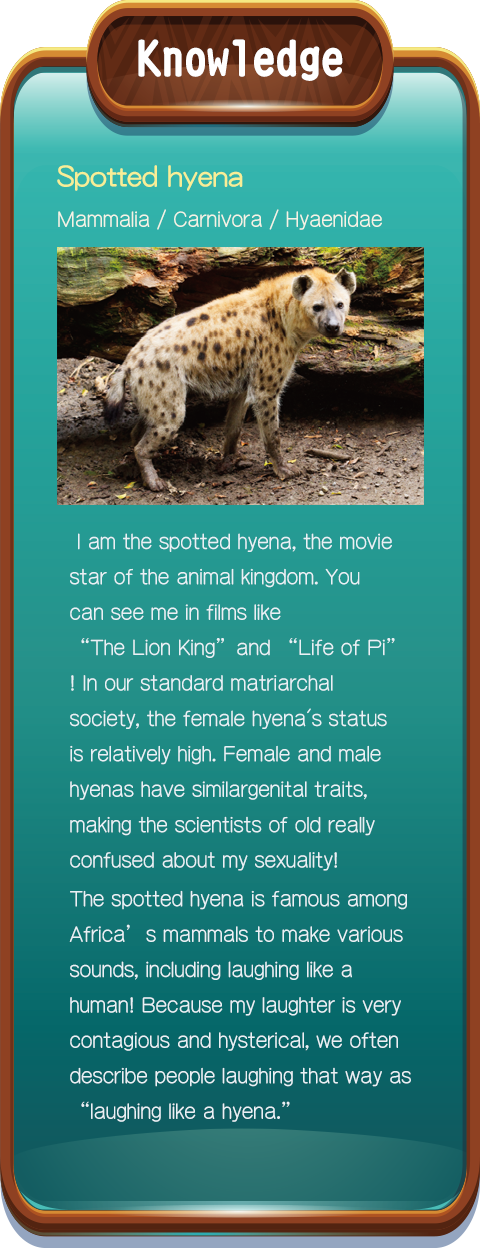 Knowledge
Spotted hyena
Mammalia / Carnivora / Hyaenidae
I am the spotted hyena, the movie
star of the animal kingdom. You
can see me in films like
“The Lion King” and “Life of Pi”
! In our standard matriarchal
society, the female hyena´s status
is relatively high. Female and male
hyenas have similargenital traits,
making the scientists of old really
confused about my sexuality!
The spotted hyena is famous among
Africa’ s mammals to make various
sounds, including laughing like a
human! Because my laughter is very
contagious and hysterical, we often
describe people laughing that way as
“laughing like a hyena.”